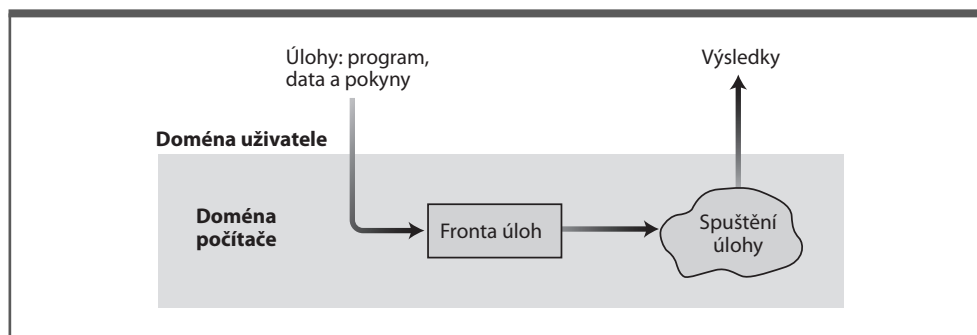 Úlohy: program,
data a pokyny
Výsledky
Doména uživatele
Doména
počítače
Fronta úloh
Spuštění
úlohy